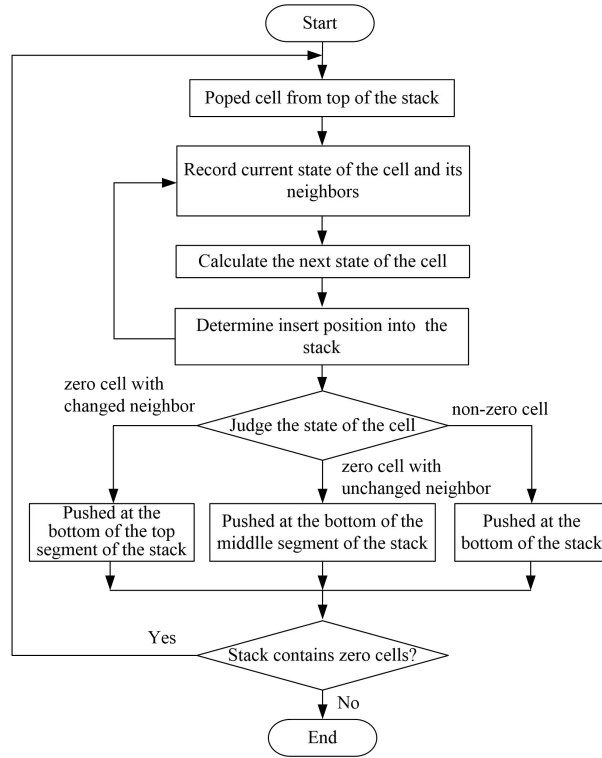 Start
Poped cell from top of the stack
Record current state of the cell and its
neighbors
Calculate the next state of the cell
Determine insert position into the
stack
zero cell with
changed neighbor
Judge the state of the cell
non-zero cell
zero cell with
unchanged neighbor
Pushed at the
bottom of the top
segment of the stack
Pushed at the bottom of the
middlle segment of the stack
Pushed at the
bottom of the stack
Yes
Stack contains zero cells?
No
End